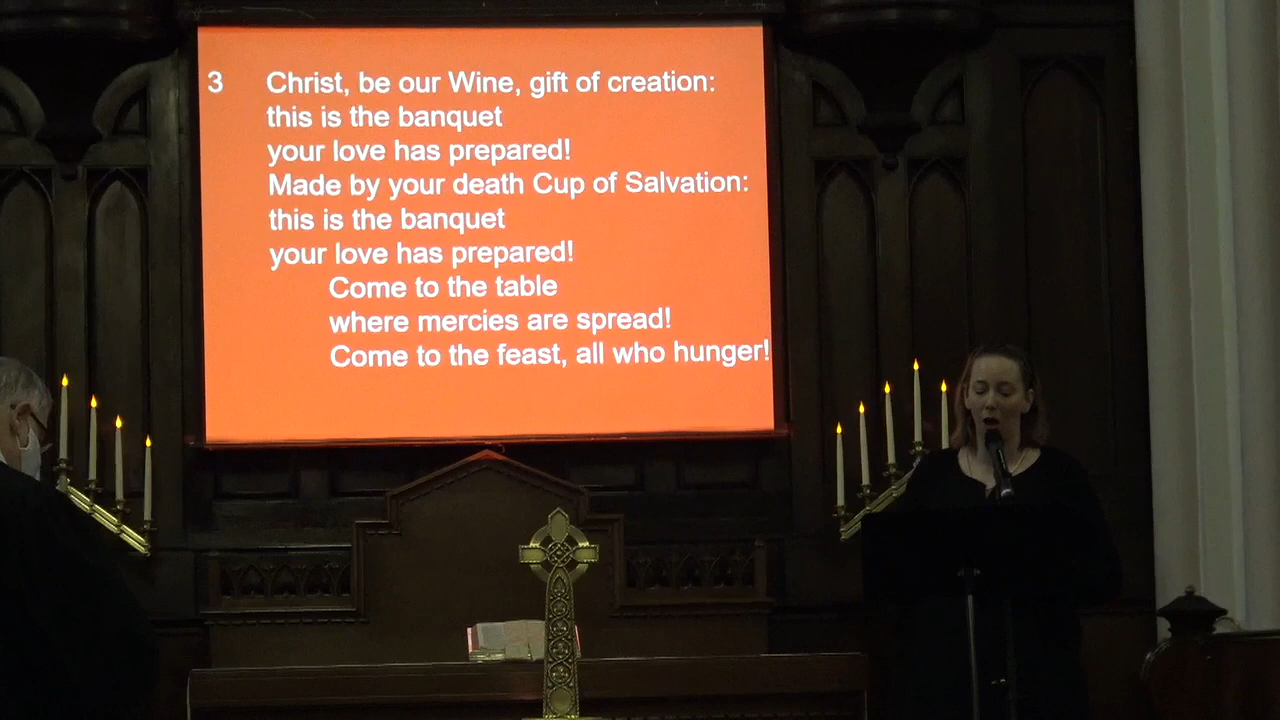 3 Christ, be our Wine, gift of creation:
this is the banquet
your love has prepared!
Made by your death Cup of Salvation:
this is the banquet
your love has prepared!
Come to the table
where mercies are spread!
Come to the feast, all who hunger!